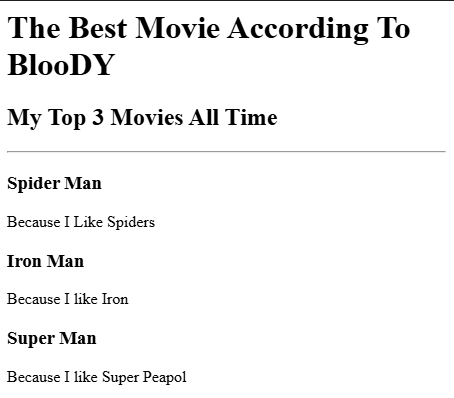 The Best Movie According To
BlooDY
My Top 3 Movies All Time
Spider Man
Because I Like Spiders
Iron Man
Because I like Iron
Super Man
Because I like Super Peapol